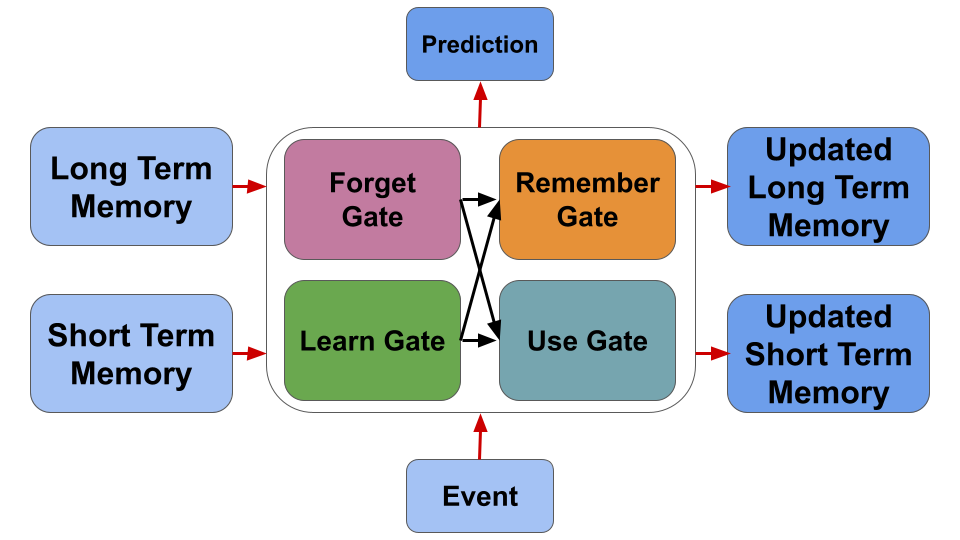 Prediction
Long Term
Memory
Forget
Gate
Remember
Gate
Updated
Long Term
Memory
Short Term
Memory
Learn Gate
Use Gate
Updated
Short Term
Memory
Event